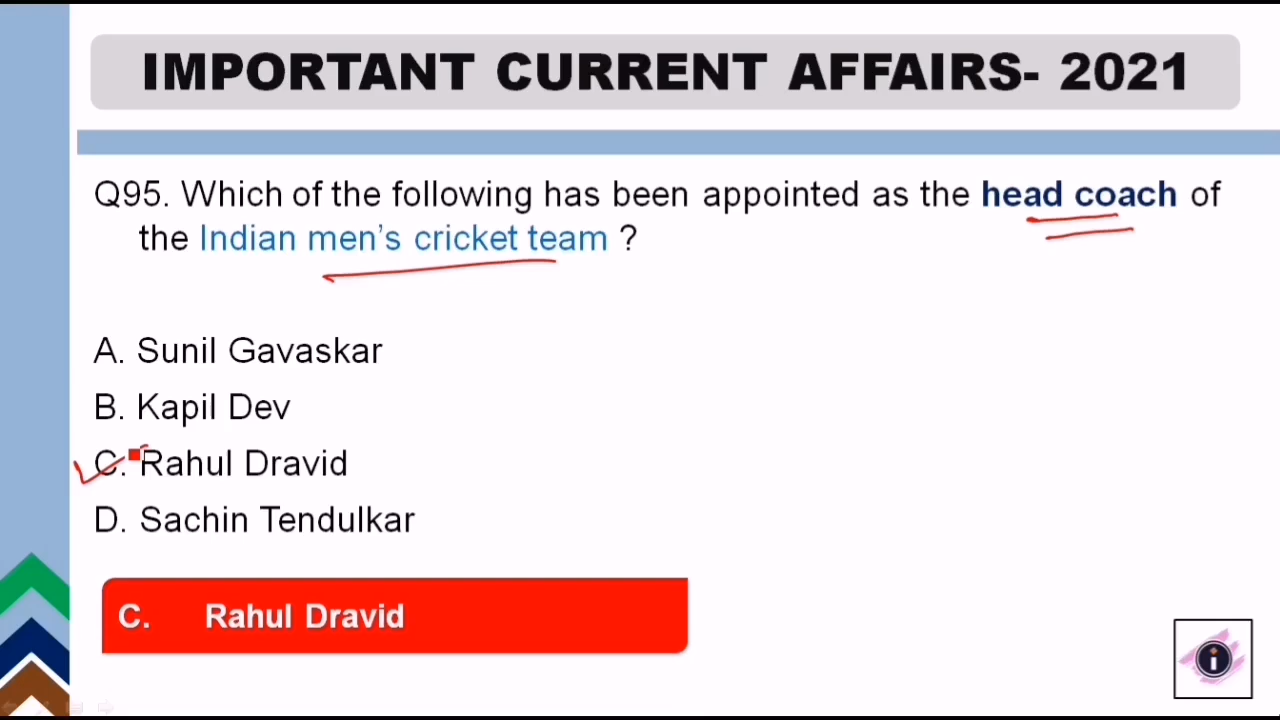 IMPORTANT CURRENT AFFAIRS- 2021
Q95. Which of the following has been appointed as the head coach of
the Indian men’s cricket team ?
A. Sunil Gavaskar
B. Kapil Dev
C. Rahul Dravid
D. Sachin Tendulkar
C. Rahul Dravid
i